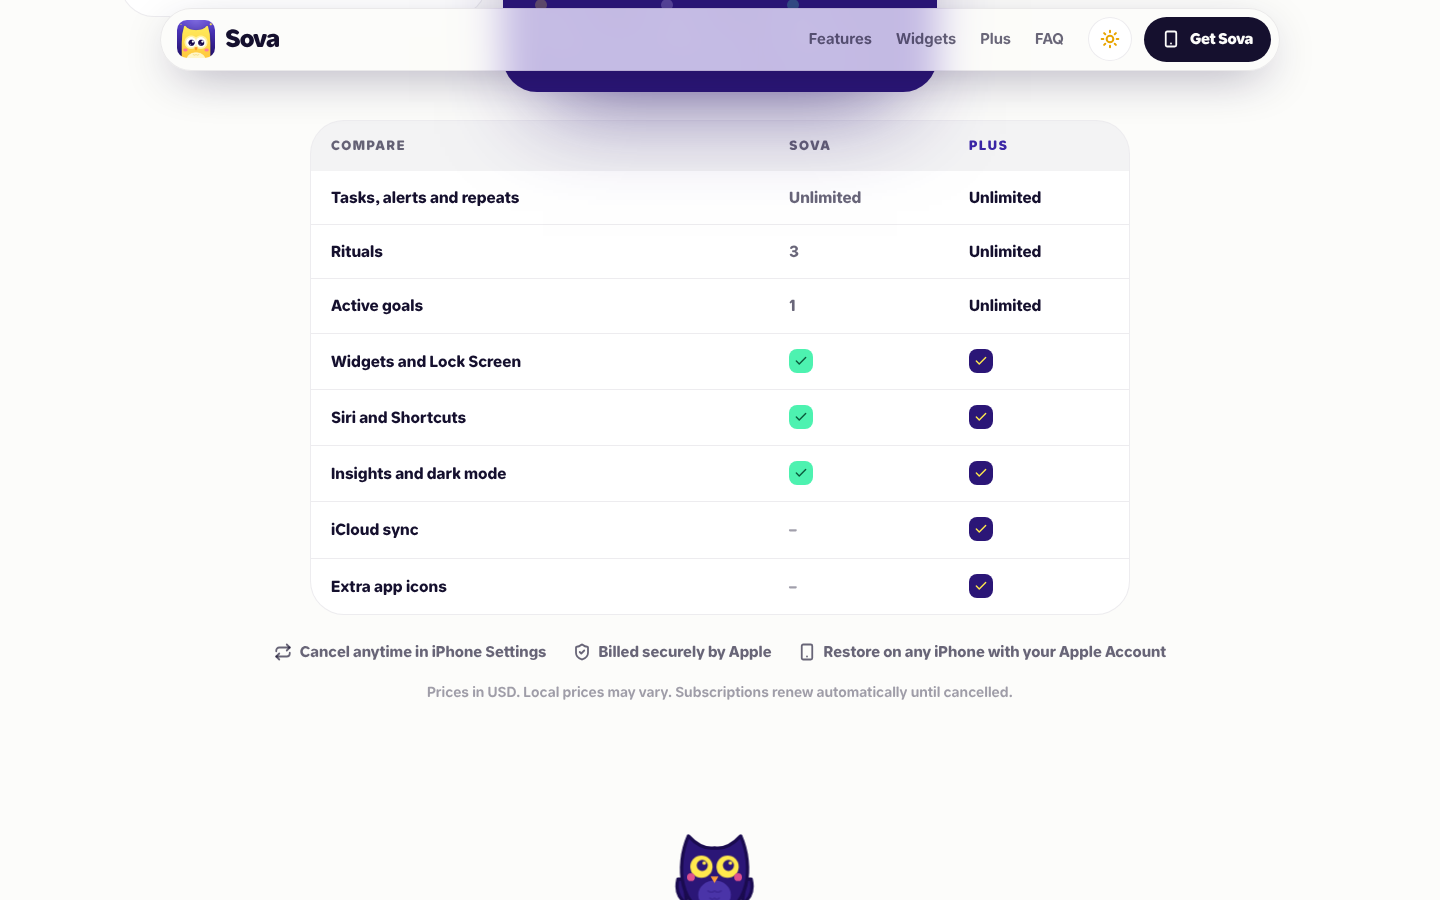 Sova
Features Widgets Plus FAQ Get Sova
COMPARE SOVA PLUS
Tasks, alerts and repeats Unlimited Unlimited
Rituals 3 Unlimited
Active goals 1 Unlimited
Widgets and Lock Screen
Siri and Shortcuts
Insights and dark mode
iCloud sync –
Extra app icons –
Cancel anytime in iPhone Settings Billed securely by Apple Restore on any iPhone with your Apple Account
Prices in USD. Local prices may vary. Subscriptions renew automatically until cancelled.